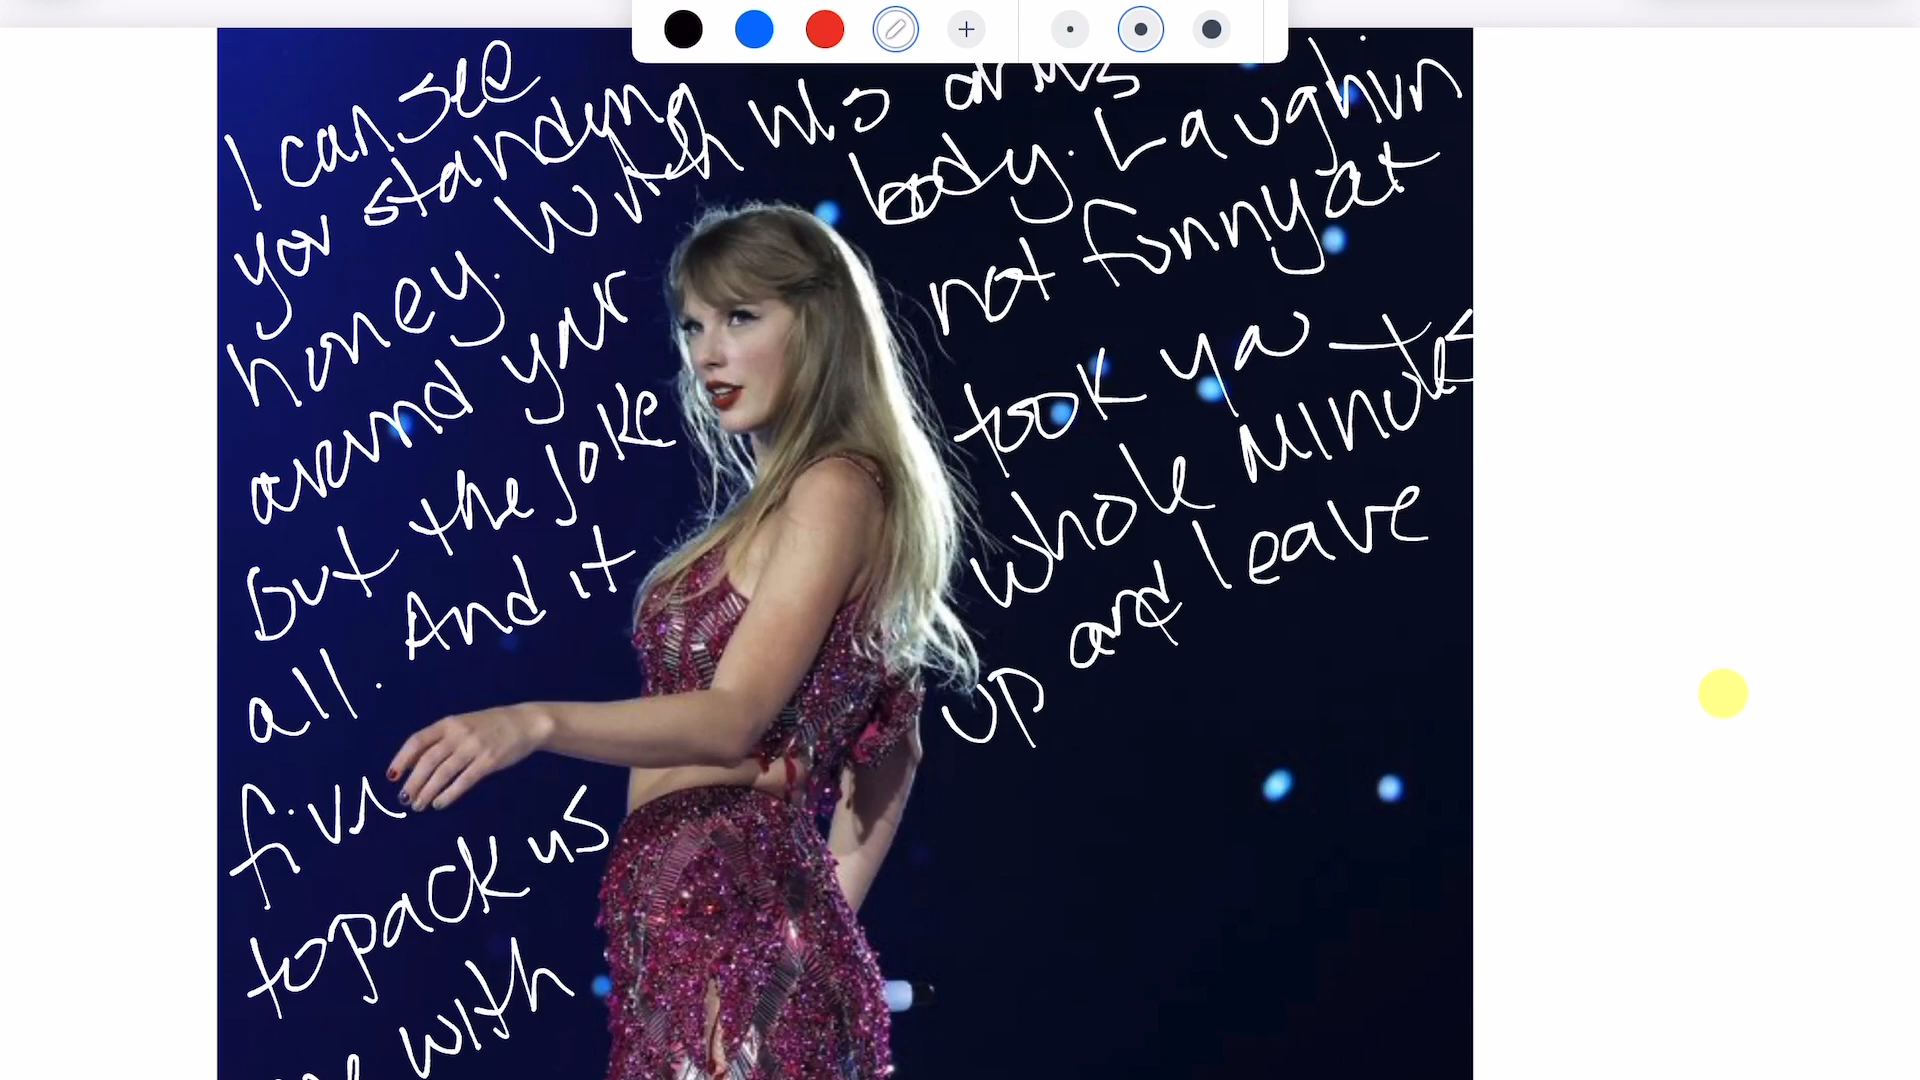 I can see
you standing
honey. With his arms
around your body. Laughin
but the joke not funny at
all. And it took ya
five whole minutes
to pack us up and leave
with